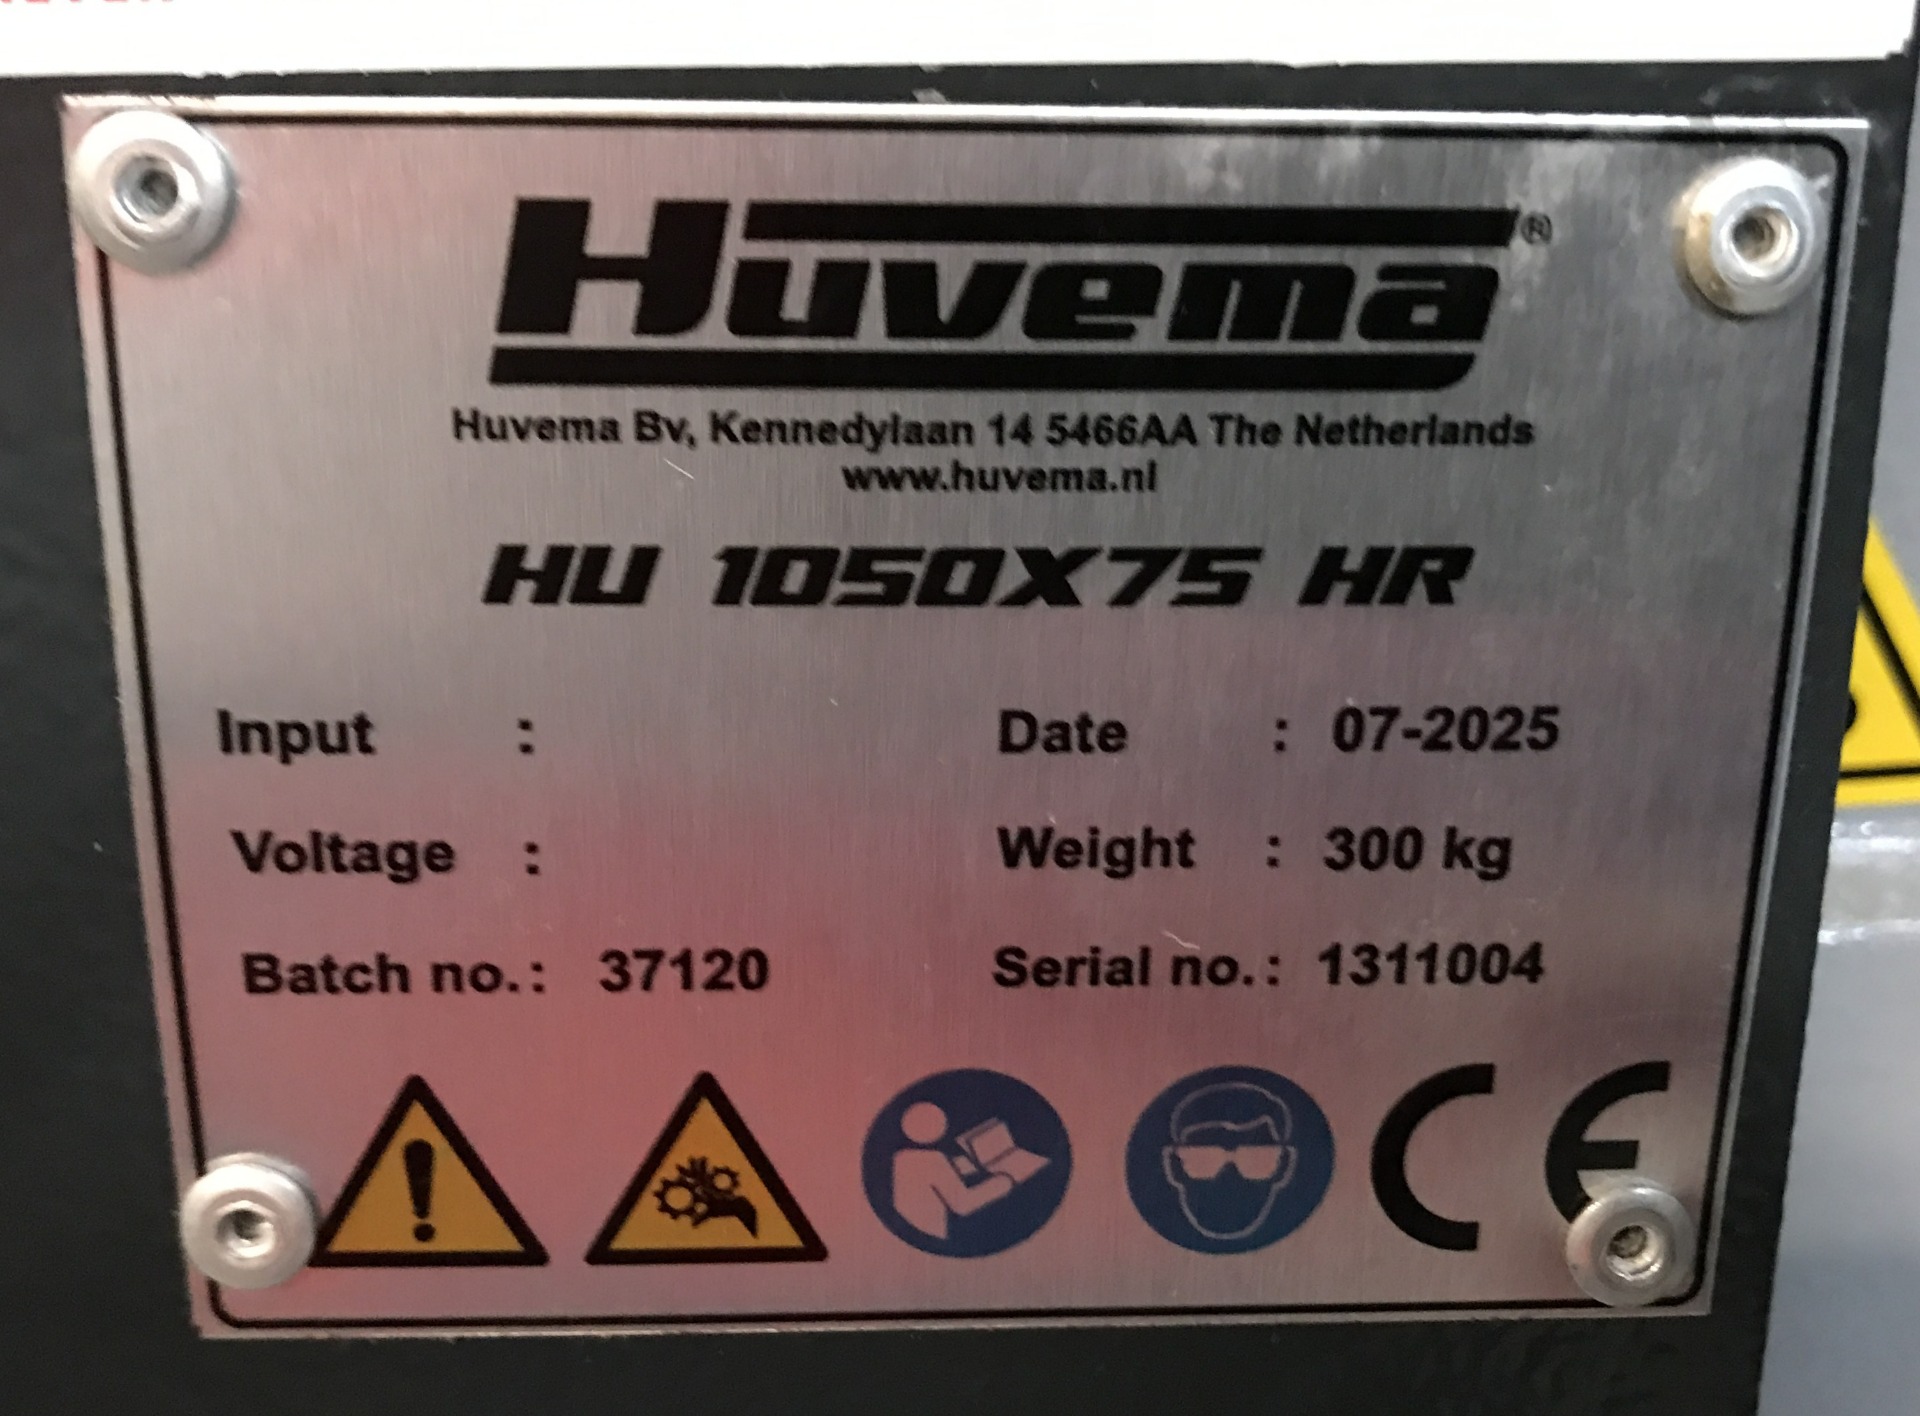 Huvema®
Huvema Bv, Kennedylaan 14 5466AA The Netherlands
www.huvema.nl
HU 1050X75 HR
Input : Date : 07-2025
Voltage : Weight : 300 kg
Batch no.: 37120 Serial no.: 1311004
CE